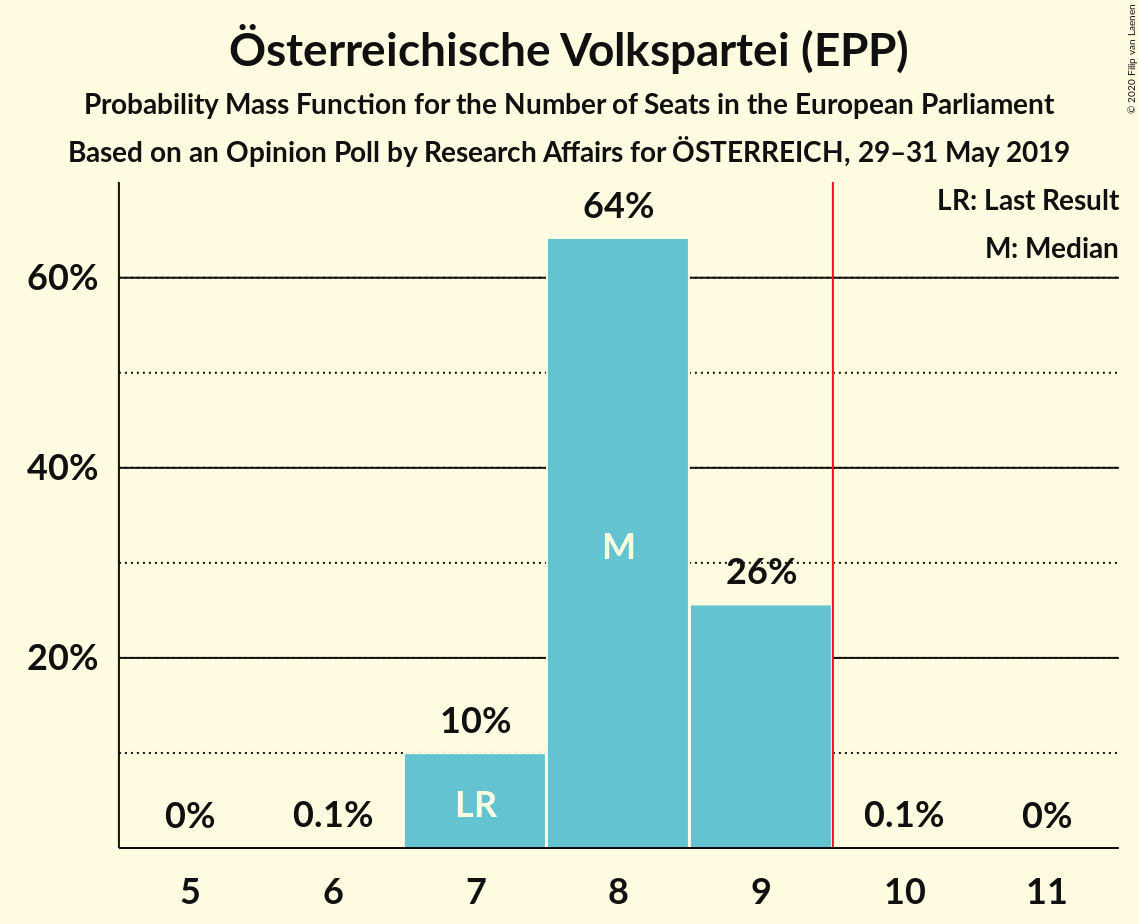 Österreichische Volkspartei (EPP)
Probability Mass Function for the Number of Seats in the European Parliament
Based on an Opinion Poll by Research Affairs for ÖSTERREICH, 29–31 May 2019
© 2020 Filip van Laenen
LR: Last Result
M: Median
64%
60%
40%
M
26%
20%
10%
LR
0%
0.1%
0.1%
0%
5 6 7 8 9 10 11